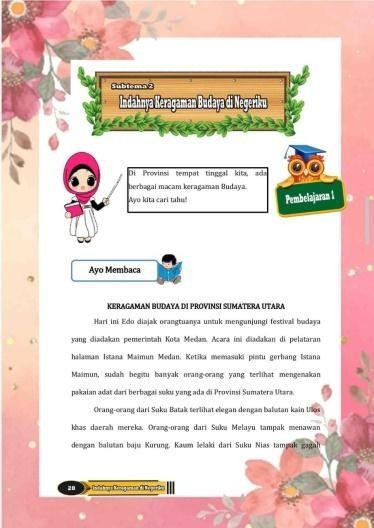 Subtema 2
Indahnya Keragaman Budaya di Negeriku
Di Provinsi tempat tinggal kita, ada
berbagai macam keragaman Budaya.
Ayo kita cari tahu!
Pembelajaran 1
Ayo Membaca
KERAGAMAN BUDAYA DI PROVINSI SUMATERA UTARA
Hari ini Edo diajak orangtuanya untuk mengunjungi festival budaya
yang diadakan pemerintah Kota Medan. Acara ini diadakan di pelataran
halaman Istana Maimun Medan. Ketika memasuki pintu gerbang Istana
Maimun, sudah begitu banyak orang-orang yang terlihat mengenakan
pakaian adat dari berbagai suku yang ada di Provinsi Sumatera Utara.
Orang-orang dari Suku Batak terlihat elegan dengan balutan kain Ulos
khas daerah mereka. Orang-orang dari Suku Melayu tampak menawan
dengan balutan baju Kurung. Kaum lelaki dari Suku Nias tampak gagah
28
Indahnya Keragaman di Negeriku